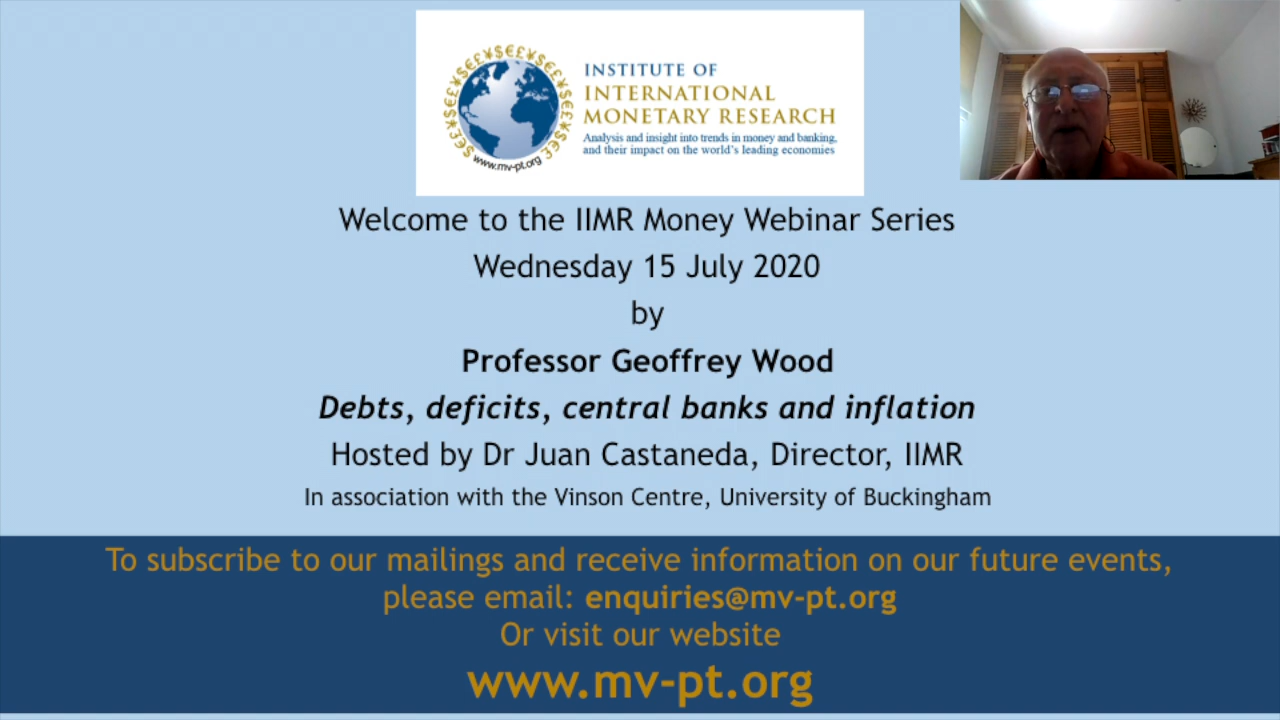 INSTITUTE OF
INTERNATIONAL
MONETARY RESEARCH
Analysis and insight into trends in money and banking,
and their impact on the world's leading economies
www.mv-pt.org
Welcome to the IIMR Money Webinar Series
Wednesday 15 July 2020
by
Professor Geoffrey Wood
Debts, deficits, central banks and inflation
Hosted by Dr Juan Castaneda, Director, IIMR
In association with the Vinson Centre, University of Buckingham
To subscribe to our mailings and receive information on our future events,
please email: enquiries@mv-pt.org
Or visit our website
www.mv-pt.org